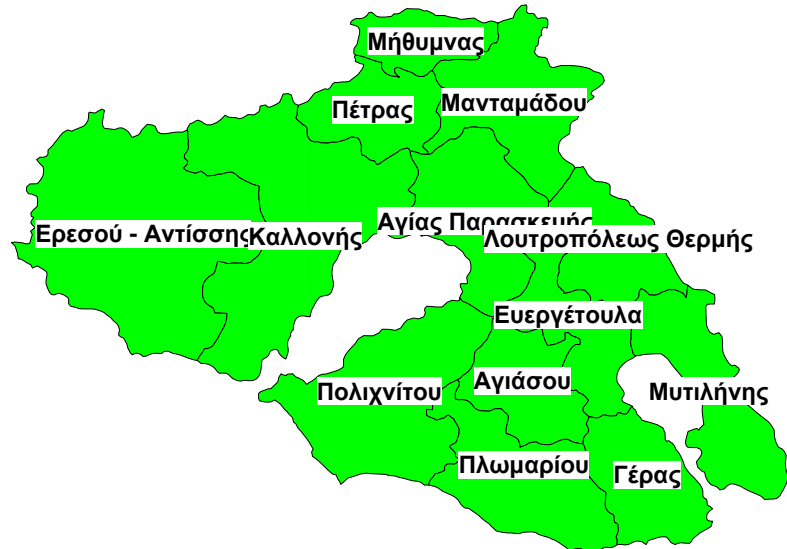 Μήθυμνας
Πέτρας
Μανταμάδου
Ερεσού - Αντίσσης
Καλλονής
Αγίας Παρασκευής
Λουτροπόλεως Θερμής
Ευεργέτουλα
Πολιχνίτου
Αγιάσου
Μυτιλήνης
Πλωμαρίου
Γέρας